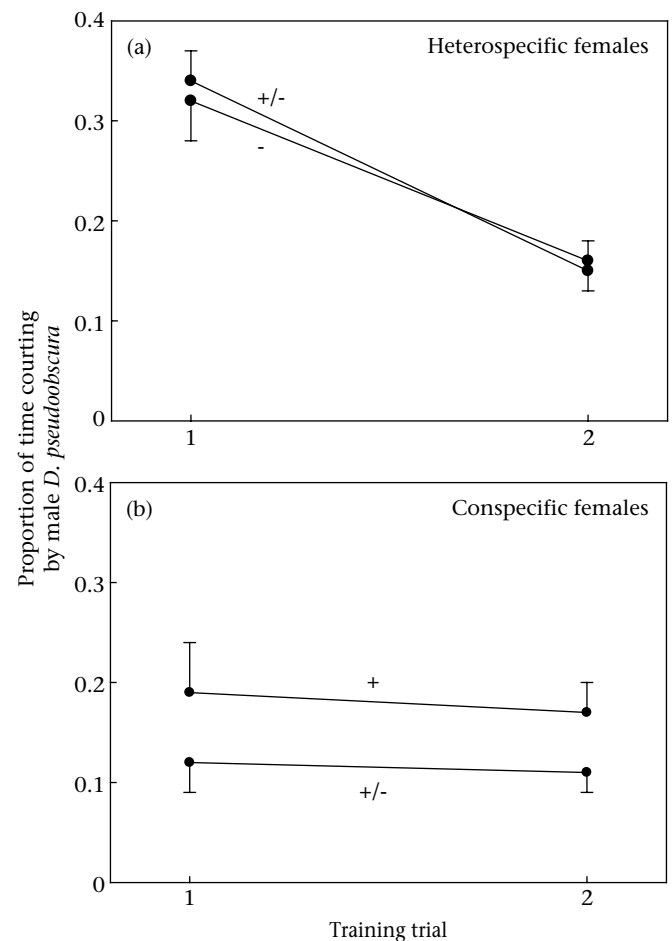 0.4
(a)
Heterospecific females
+/-
0.3
-
0.2
0.1
0
1
2
Proportion of time courting
by male D. pseudoobscura
0.4
(b)
Conspecific females
0.3
0.2
+
0.1
+/-
0
1
2
Training trial